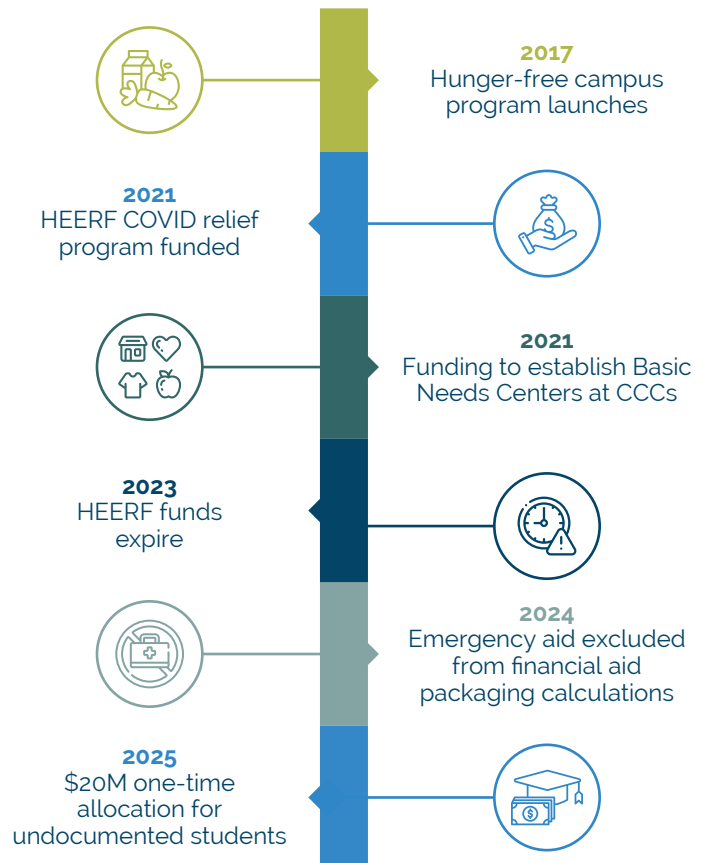 2017
Hunger-free campus
program launches
2021
HEERF COVID relief
program funded
$
2021
Funding to establish Basic
Needs Centers at CCCs
2023
HEERF funds
expire
!
2024
Emergency aid excluded
from financial aid
packaging calculations
2025
$20M one-time
allocation for
undocumented students
$